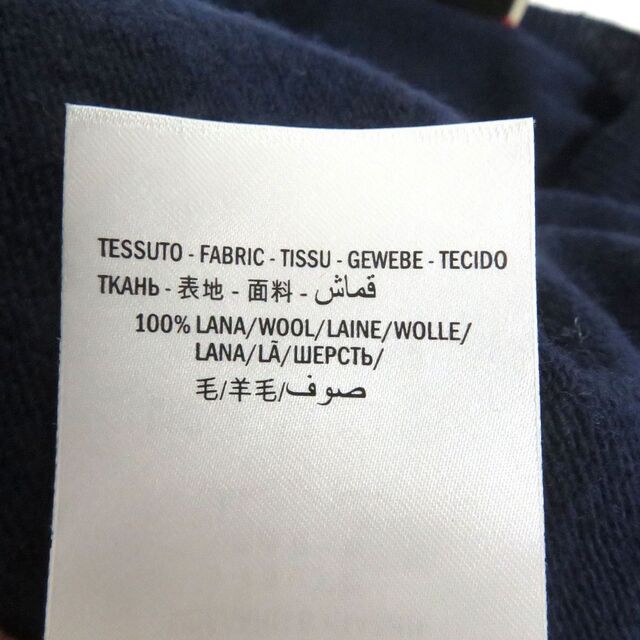 TESSUTO - FABRIC - TISSU - GEWEBE - TECIDO
ТКАНЬ - 表地 - 面料 - قماش
100% LANA/WOOL/LAINE/WOLLE/
LANA/LÃ/ШЕРСТЬ/
毛/羊毛/صوف